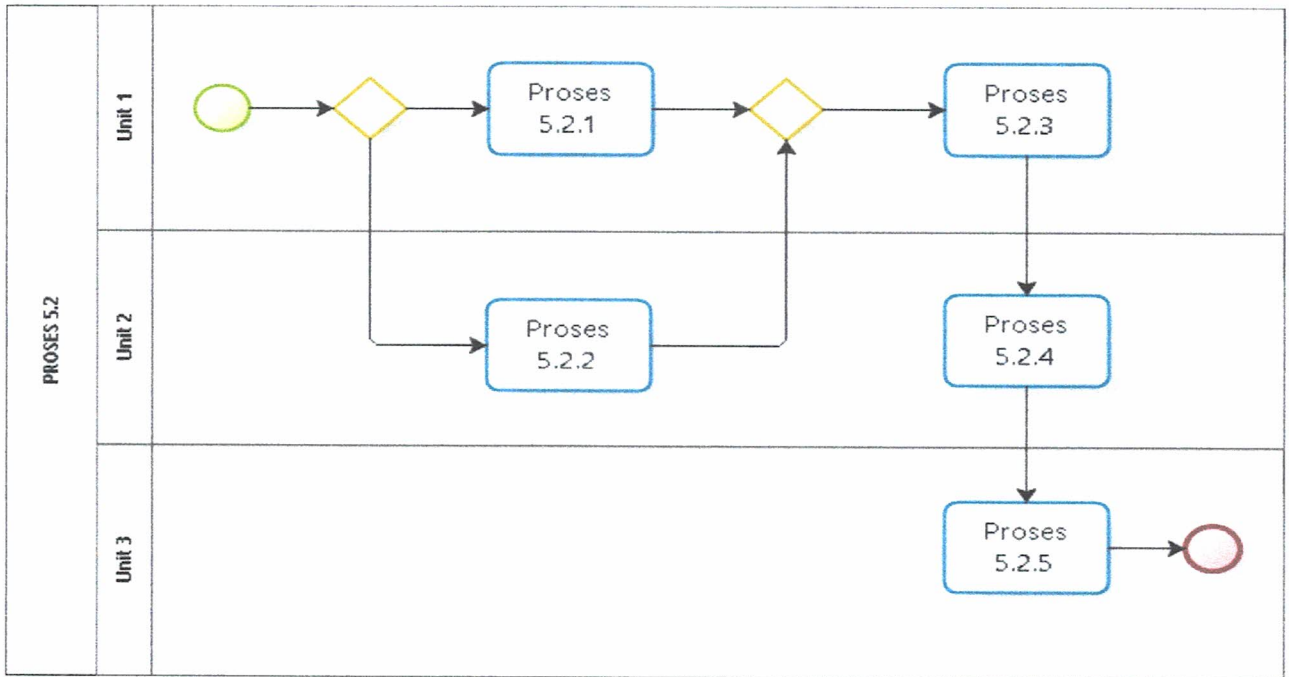 PROSES 5.2
Unit 1
Proses
5.2.1
Proses
5.2.3
Unit 2
Proses
5.2.2
Proses
5.2.4
Unit 3
Proses
5.2.5